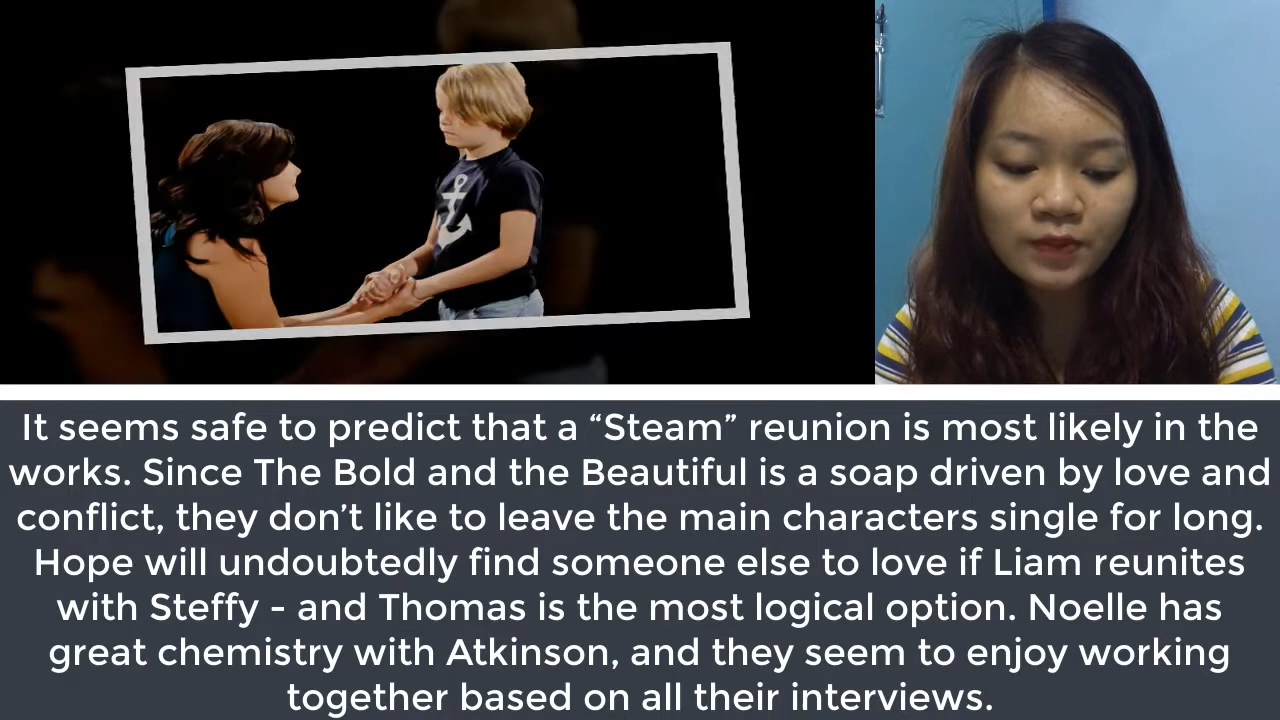 It seems safe to predict that a “Steam” reunion is most likely in the
works. Since The Bold and the Beautiful is a soap driven by love and
conflict, they don’t like to leave the main characters single for long.
Hope will undoubtedly find someone else to love if Liam reunites
with Steffy - and Thomas is the most logical option. Noelle has
great chemistry with Atkinson, and they seem to enjoy working
together based on all their interviews.